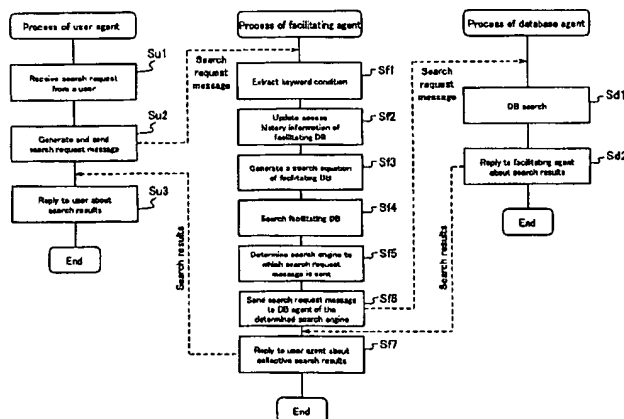 Process of user agent
Su1
Receive search request
from a user
Su2
Generate and send
search request message
Su3
Reply to user about
search results
End
Search
request
message
Search results
Process of facilitating agent
Sf1
Extract keyword condition
Sf2
Update access
history information of
facilitating DB
Sf3
Generate a search equation
of facilitating DB
Sf4
Search facilitating DB
Sf5
Determine search engine to
which search request
message is sent
Sf6
Send search request message
to DB agent of the
determined search engine
Sf7
Reply to user agent about
collective search results
End
Search
request
message
Search results
Process of database agent
Sd1
DB search
Sd2
Reply to facilitating agent
about search results
End